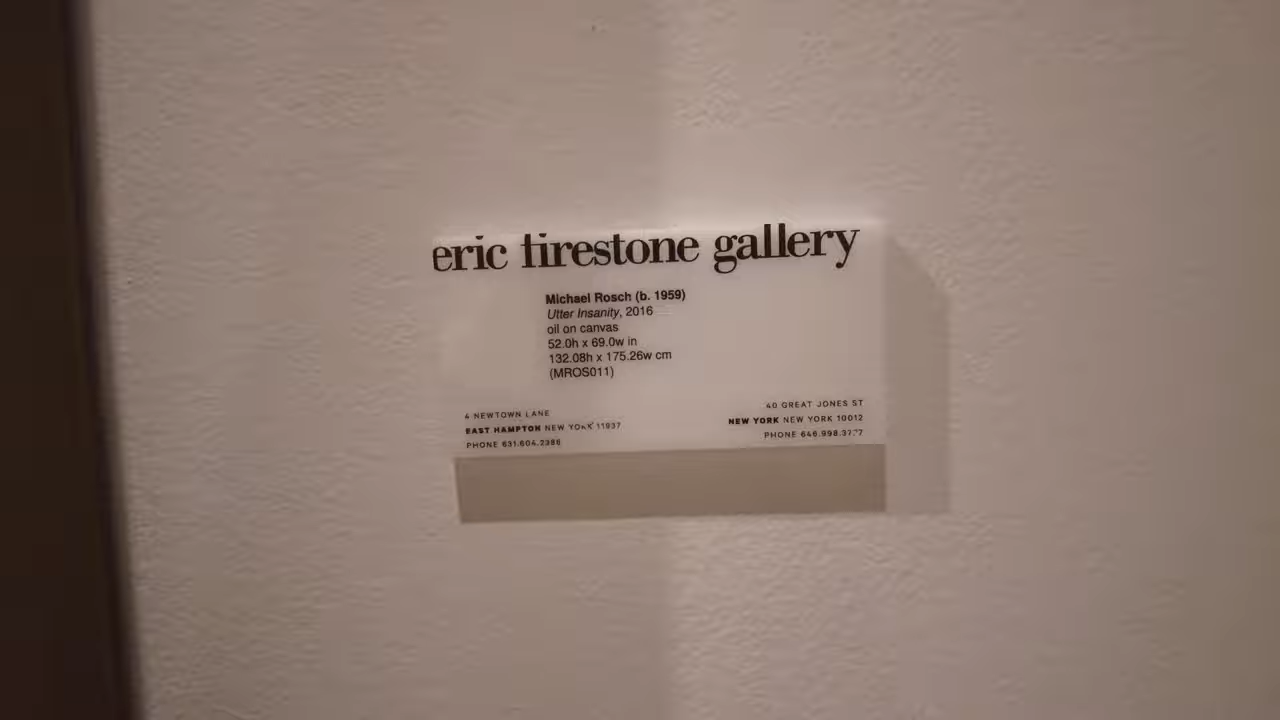 eric firestone gallery
Michael Rosch (b. 1959)
Utter Insanity, 2016
oil on canvas
52.0h x 69.0w in
132.08h x 175.26w cm
(MROS011)
4 NEWTOWN LANE
EAST HAMPTON NEW YORK 11937
PHONE 631.604.2386
40 GREAT JONES ST
NEW YORK NEW YORK 10012
PHONE